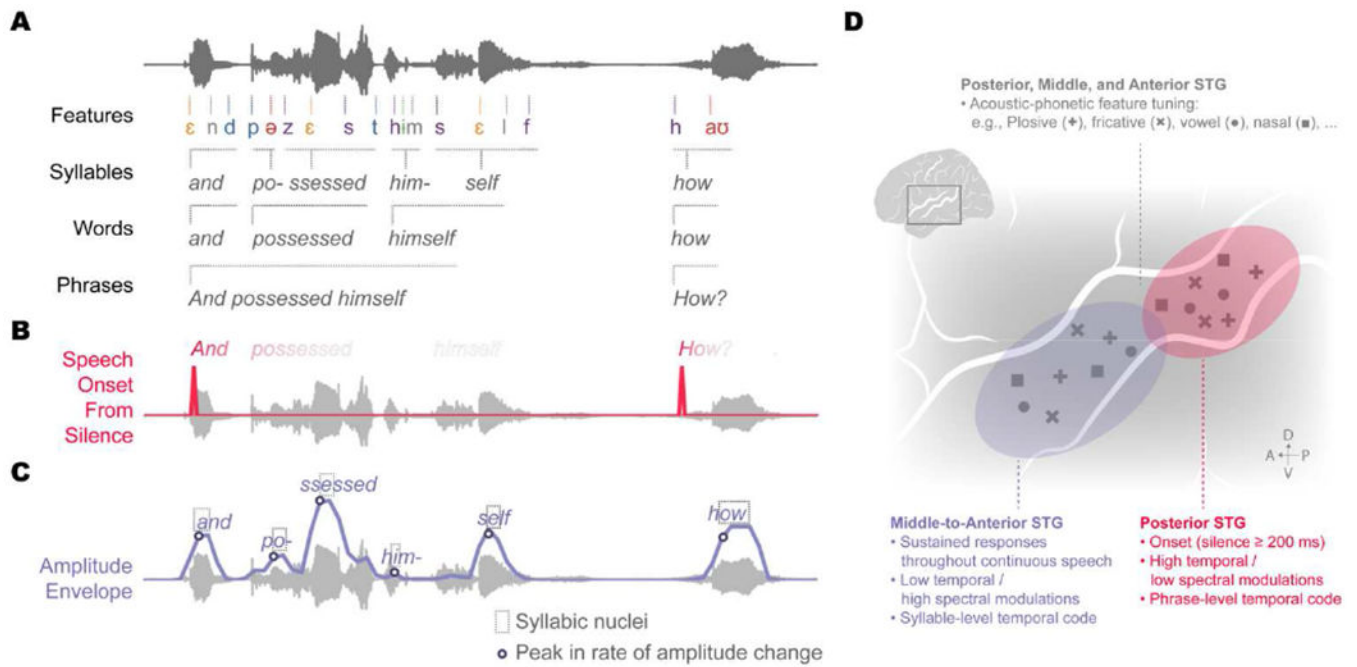 A
Features
ɛ n d p ə z ɛ s t h i m s ɛ l f h aʊ
Syllables
and po- ssessed him- self how
Words
and possessed himself how
Phrases
And possessed himself How?
B
Speech
Onset
From
Silence
And possessed himself How?
C
Amplitude
Envelope
and po- ssessed him- self how
Syllabic nuclei
Peak in rate of amplitude change
D
Posterior, Middle, and Anterior STG
• Acoustic-phonetic feature tuning:
e.g., Plosive (✚), fricative (✖), vowel (●), nasal (■), ...
D
A P
V
Middle-to-Anterior STG
• Sustained responses
throughout continuous speech
• Low temporal /
high spectral modulations
• Syllable-level temporal code
Posterior STG
• Onset (silence ≥ 200 ms)
• High temporal /
low spectral modulations
• Phrase-level temporal code